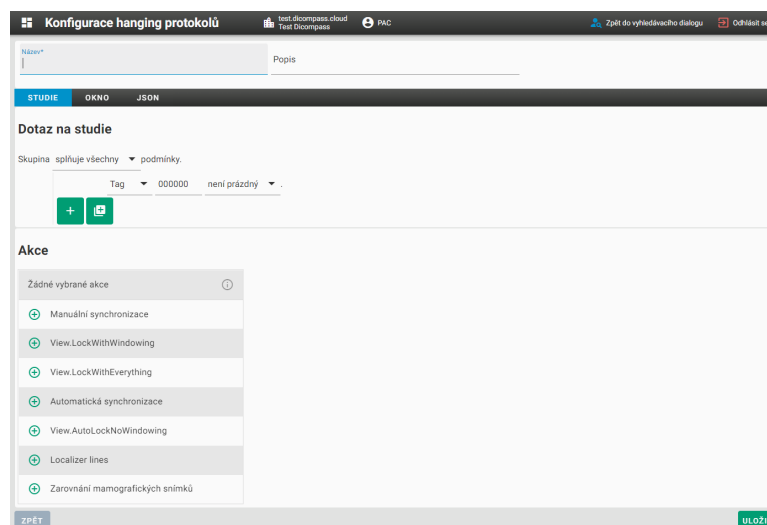 Konfigurace hanging protokolů
test.dicompass.cloud
Test Dicompass
PAC
Zpět do vyhledávacího dialogu
Odhlásit se
Název*
Popis
STUDIE OKNO JSON
Dotaz na studie
Skupina splňuje všechny podmínky.
Tag 000000 není prázdný .
Akce
Žádné vybrané akce
Manuální synchronizace
View.LockWithWindowing
View.LockWithEverything
Automatická synchronizace
View.AutoLockNoWindowing
Localizer lines
Zarovnání mamografických snímků
ZPĚT
ULOŽI